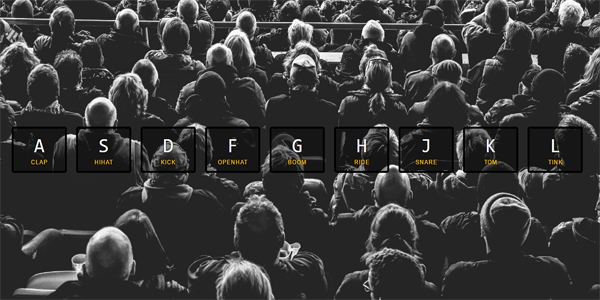 A S D F G H J K L
CLAP HIHAT KICK OPENHAT BOOM RIDE SNARE TOM TINK